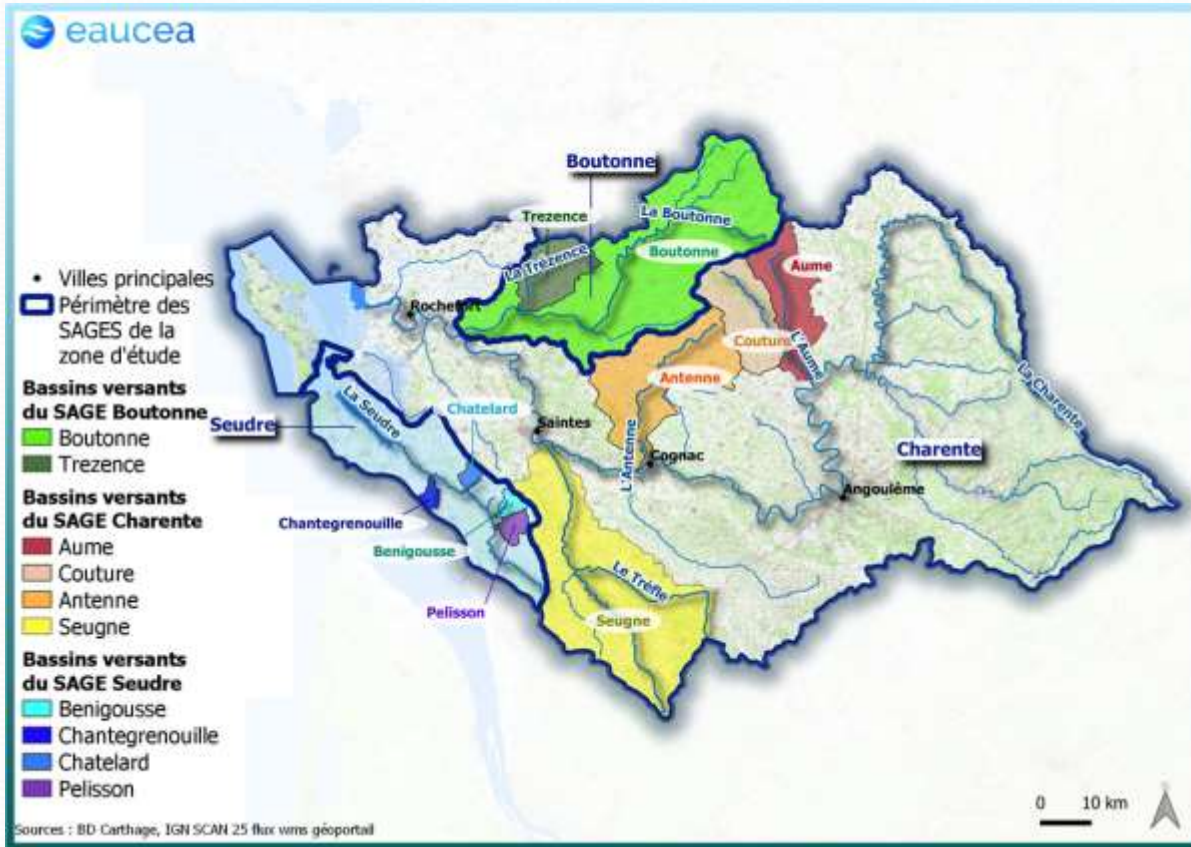 eaucea
Boutonne
Trezence
La Boutonne
La Trézence
Boutonne
Aume
Rochefort
Couture
L'Aume
Antenne
La Charente
La Seudre
Seudre
Chatelard
Saintes
L'Antenne
Cognac
Charente
Angoulême
Chantegrenouille
Benigousse
Pelisson
Le Tréfle
Seugne
Villes principales
Périmètre des
SAGES de la
zone d'étude
Bassins versants
du SAGE Boutonne
Boutonne
Trezence
Bassins versants
du SAGE Charente
Aume
Couture
Antenne
Seugne
Bassins versants
du SAGE Seudre
Benigousse
Chantegrenouille
Chatelard
Pelisson
0 10 km
Sources : BD Carthage, IGN SCAN 25 flux wms géoportail